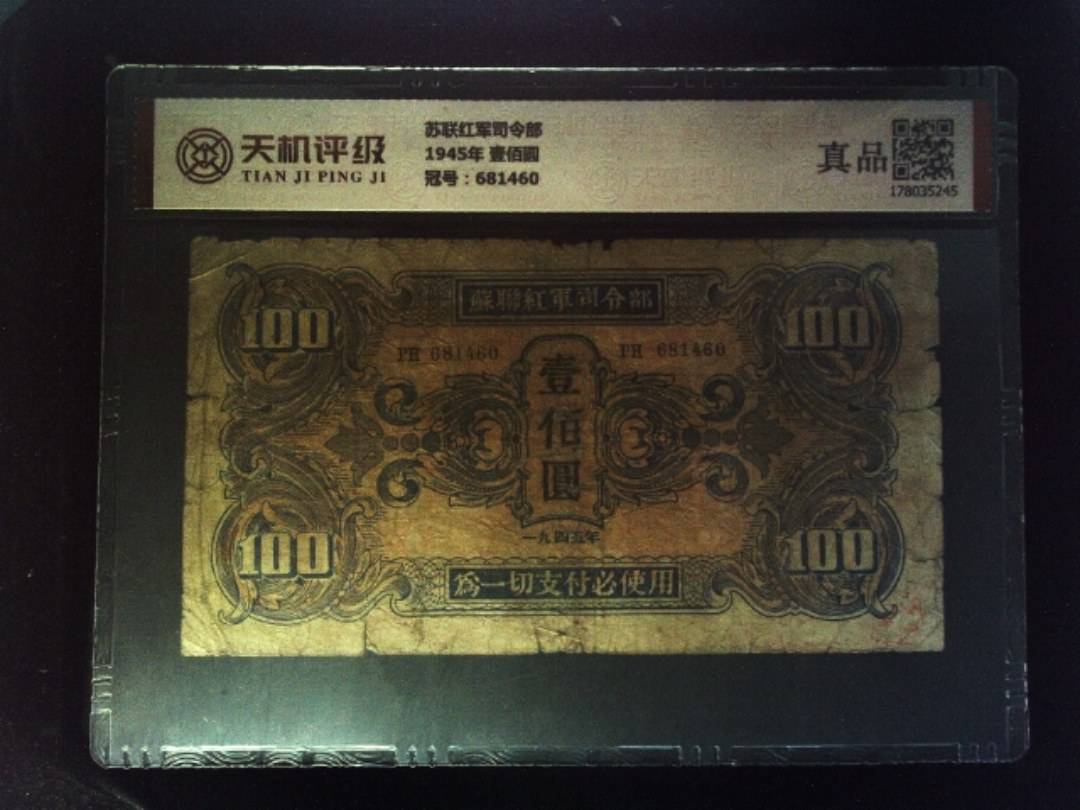 天机评级
TIAN JI PING JI
苏联红军司令部
1945年 壹佰圆
冠号：681460
真品
178035245
蘇聯紅軍司令部
100
100
PH 681460
PH 681460
壹佰圓
一九四五年
100
100
爲一切支付必使用